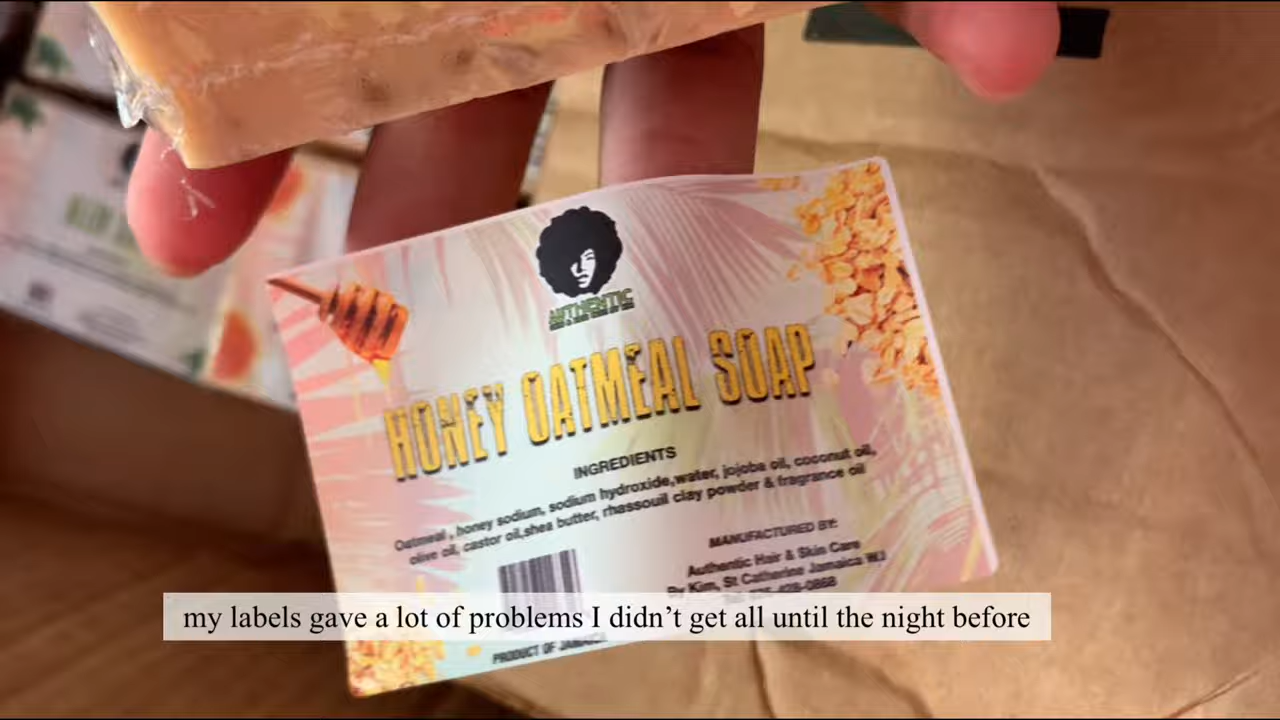 AUTHENTIC
HONEY OATMEAL SOAP
INGREDIENTS
Oatmeal , honey sodium, sodium hydroxide,water, jojoba oil, coconut oil,
olive oil, castor oil,shea butter, rhassouil clay powder & fragrance oil
MANUFACTURED BY:
Authentic Hair & Skin Care
By Kim, St Catherine Jamaica W.I
PRODUCT OF JAMAICA
my labels gave a lot of problems I didn’t get all until the night before